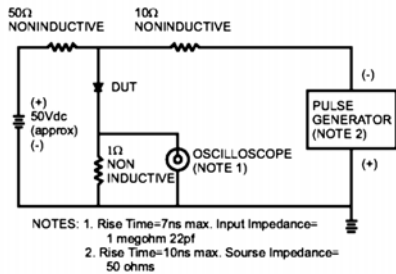 50Ω
NONINDUCTIVE
10Ω
NONINDUCTIVE
(+)
50Vdc
(approx)
(-)
DUT
1Ω
NON
INDUCTIVE
OSCILLOSCOPE
(NOTE 1)
(-)
PULSE
GENERATOR
(NOTE 2)
(+)
NOTES: 1. Rise Time=7ns max. Input Impedance=
1 megohm 22pf
2. Rise Time=10ns max. Sourse Impedance=
50 ohms